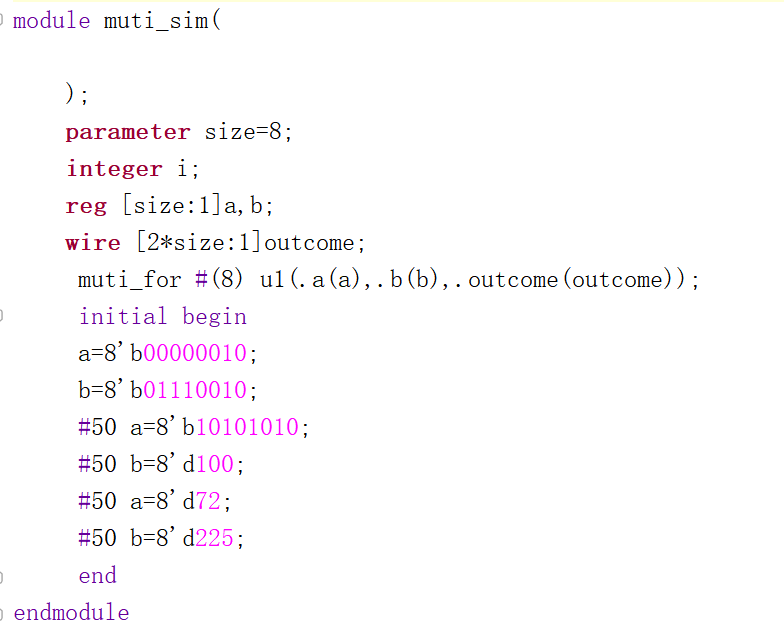 module muti_sim(
);
parameter size=8;
integer i;
reg [size:1]a,b;
wire [2*size:1]outcome;
muti_for #(8) u1(.a(a),.b(b),.outcome(outcome));
initial begin
a=8'b00000010;
b=8'b01110010;
#50 a=8'b10101010;
#50 b=8'd100;
#50 a=8'd72;
#50 b=8'd225;
end
endmodule